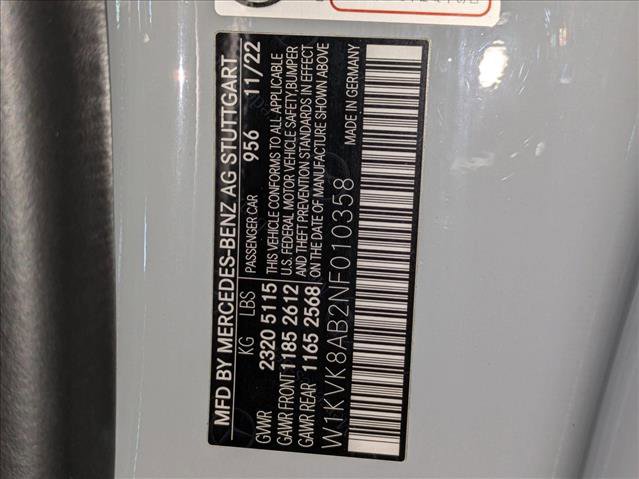 MFD BY MERCEDES-BENZ AG STUTTGART
KG LBS PASSENGER CAR 956 11/22
GVWR 2320 5115 THIS VEHICLE CONFORMS TO ALL APPLICABLE
GAWR FRONT 1185 2612 U.S. FEDERAL MOTOR VEHICLE SAFETY, BUMPER
GAWR REAR 1165 2568 AND THEFT PREVENTION STANDARDS IN EFFECT
ON THE DATE OF MANUFACTURE SHOWN ABOVE
W1KVK8AB2NF010358 MADE IN GERMANY